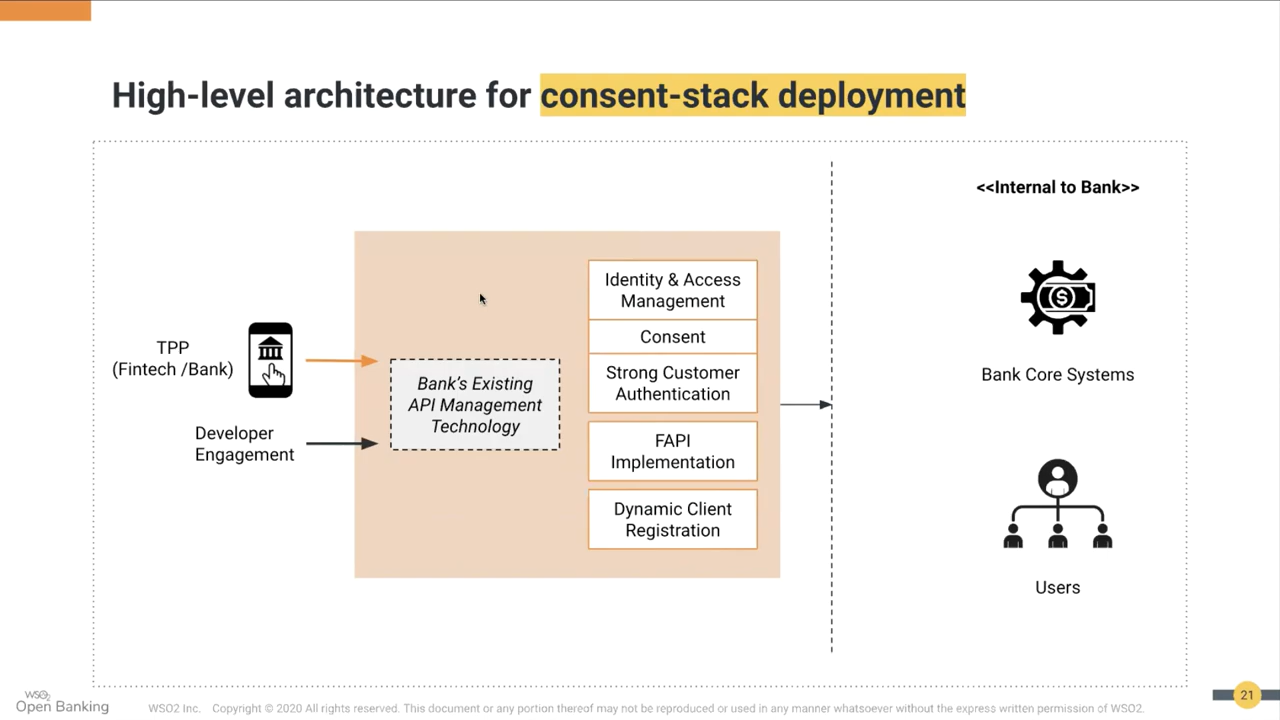 High-level architecture for consent-stack deployment
<<Internal to Bank>>
TPP
(Fintech /Bank)
Developer
Engagement
Bank's Existing
API Management
Technology
Identity & Access
Management
Consent
Strong Customer
Authentication
FAPI
Implementation
Dynamic Client
Registration
$
Bank Core Systems
Users
WSO2
Open Banking
WSO2 Inc. Copyright © 2020 All rights reserved. This document or any portion thereof may not be reproduced or used in any manner whatsoever without the express written permission of WSO2.
21